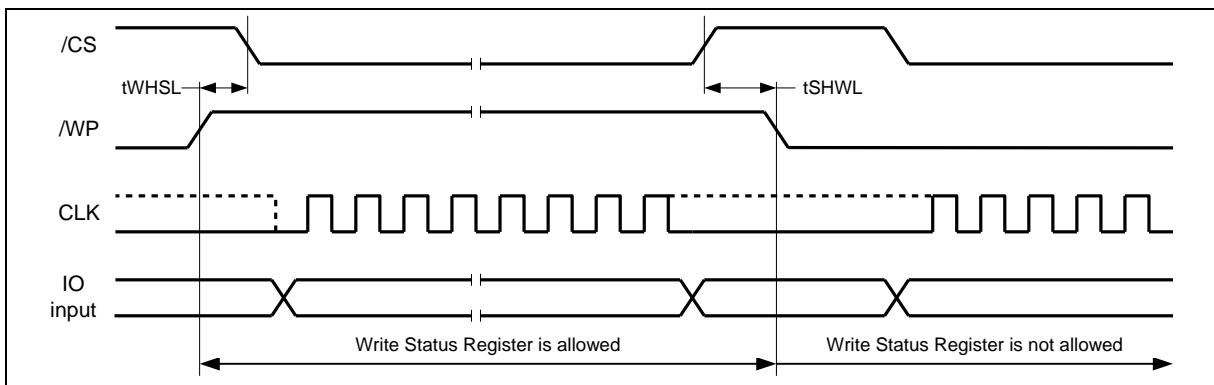 /CS
tWHSL
tSHWL
/WP
CLK
IO
input
Write Status Register is allowed
Write Status Register is not allowed